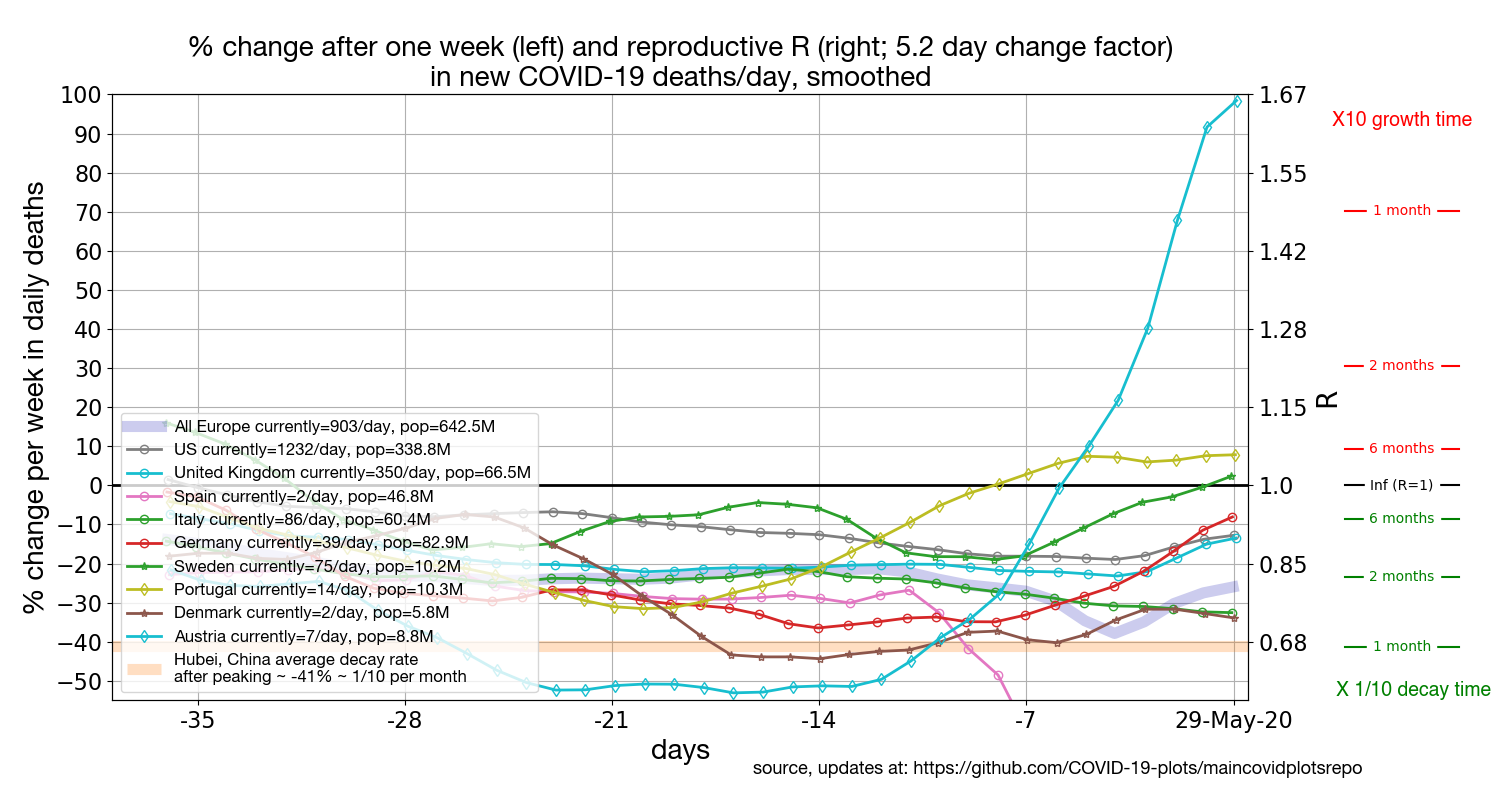 % change after one week (left) and reproductive R (right; 5.2 day change factor)
in new COVID-19 deaths/day, smoothed
% change per week in daily deaths
100
90
80
70
60
50
40
30
20
10
0
−10
−20
−30
−40
−50
All Europe currently=903/day, pop=642.5M
US currently=1232/day, pop=338.8M
United Kingdom currently=350/day, pop=66.5M
Spain currently=2/day, pop=46.8M
Italy currently=86/day, pop=60.4M
Germany currently=39/day, pop=82.9M
Sweden currently=75/day, pop=10.2M
Portugal currently=14/day, pop=10.3M
Denmark currently=2/day, pop=5.8M
Austria currently=7/day, pop=8.8M
Hubei, China average decay rate
after peaking ~ -41% ~ 1/10 per month
-35
-28
-21
-14
-7
29-May-20
days
1.67
1.55
1.42
1.28
1.15
1.0
0.85
0.68
R
X10 growth time
1 month
2 months
6 months
Inf (R=1)
6 months
2 months
1 month
X 1/10 decay time
source, updates at: https://github.com/COVID-19-plots/maincovidplotsrepo